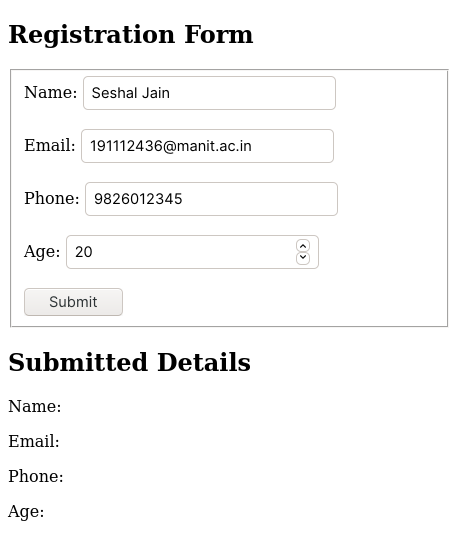 Registration Form
Name: Seshal Jain
Email: 191112436@manit.ac.in
Phone: 9826012345
Age: 20
Submit
Submitted Details
Name:
Email:
Phone:
Age: